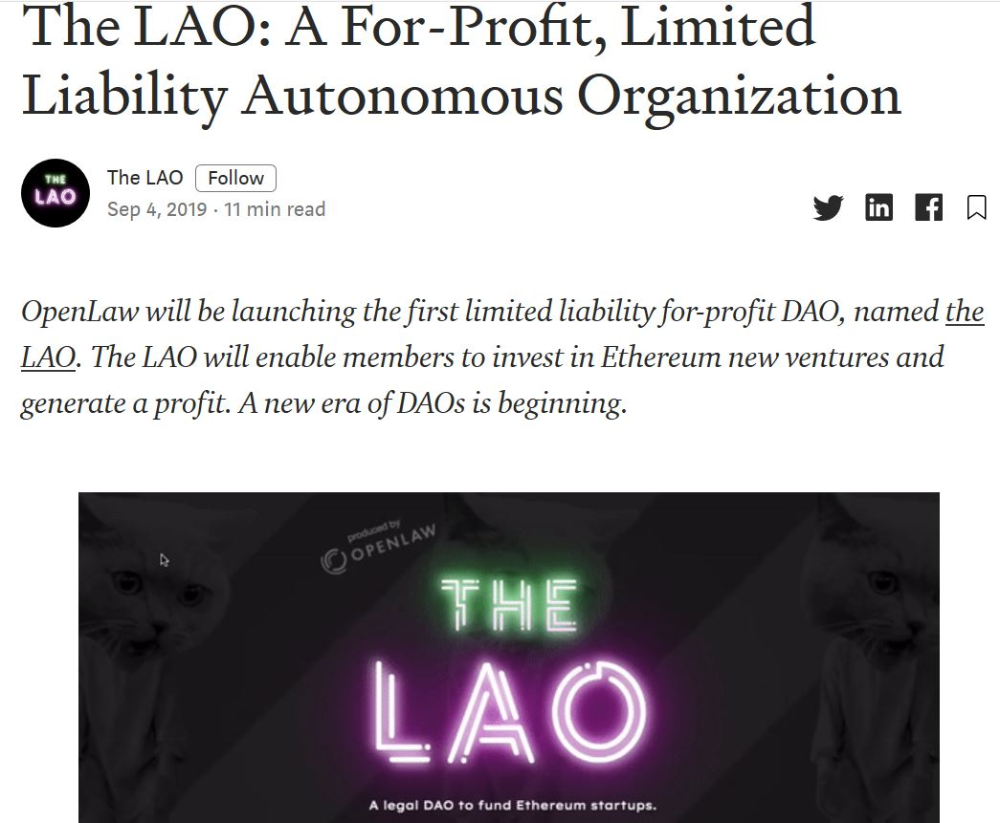 The LAO: A For-Profit, Limited
Liability Autonomous Organization
THE
LAO
The LAO Follow
Sep 4, 2019 · 11 min read
OpenLaw will be launching the first limited liability for-profit DAO, named the
LAO. The LAO will enable members to invest in Ethereum new ventures and
generate a profit. A new era of DAOs is beginning.
produced by
OPENLAW
THE
LAO
A legal DAO to fund Ethereum startups.